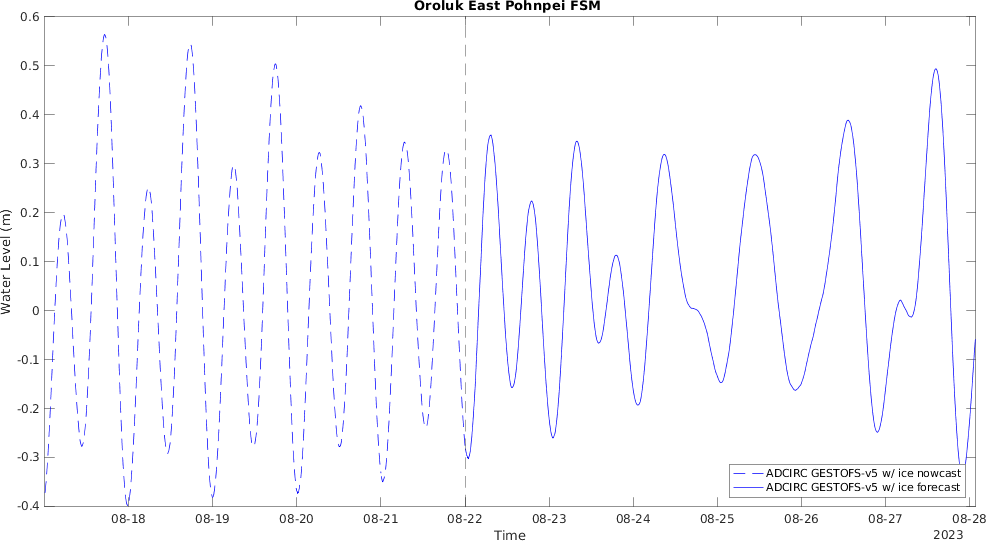 Oroluk East Pohnpei FSM
0.6
0.5
0.4
0.3
0.2
0.1
0
-0.1
-0.2
-0.3
-0.4
Water Level (m)
ADCIRC GESTOFS-v5 w/ ice nowcast
ADCIRC GESTOFS-v5 w/ ice forecast
08-18 08-19 08-20 08-21 08-22 08-23 08-24 08-25 08-26 08-27 08-28
Time
2023